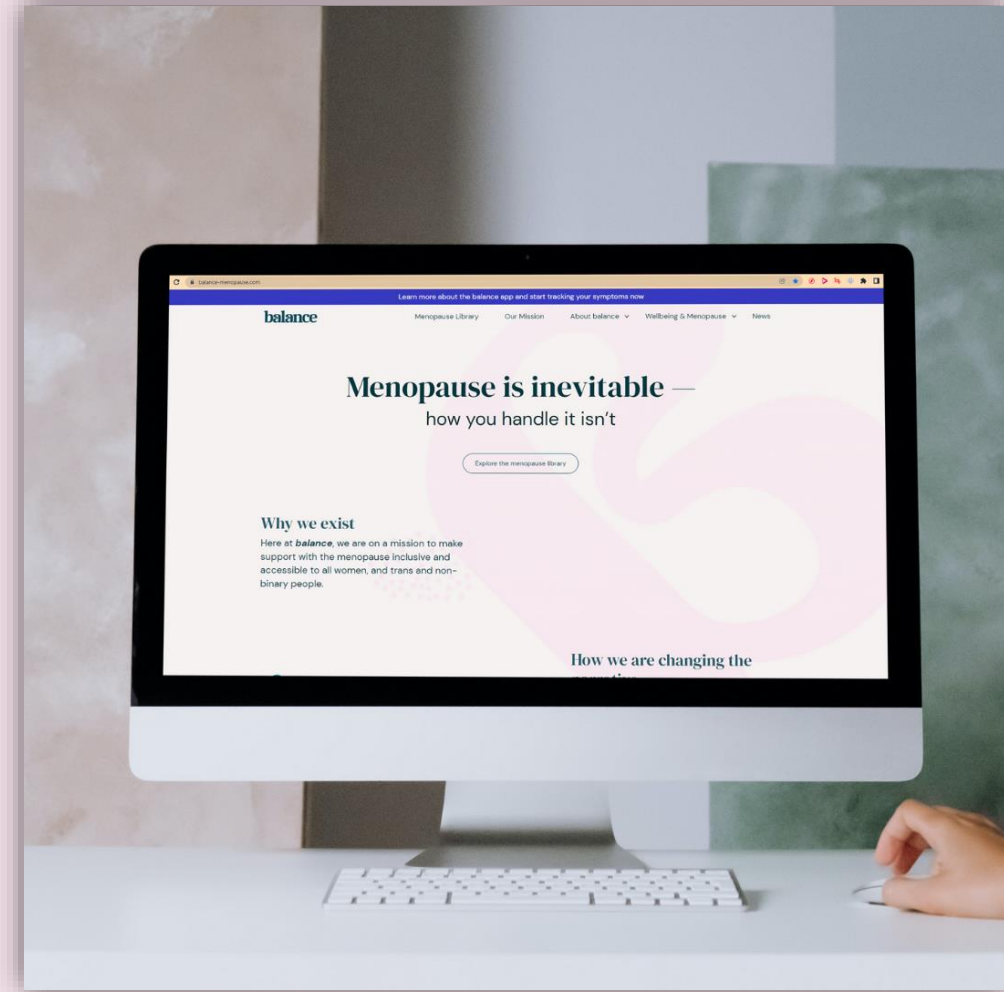 balance-menopause.com
Learn more about the balance app and start tracking your symptoms now
balance
Menopause Library Our Mission About balance Wellbeing & Menopause News
Menopause is inevitable —
how you handle it isn't
Explore the menopause library
Why we exist
Here at balance, we are on a mission to make
support with the menopause inclusive and
accessible to all women, and trans and non-
binary people.
How we are changing the